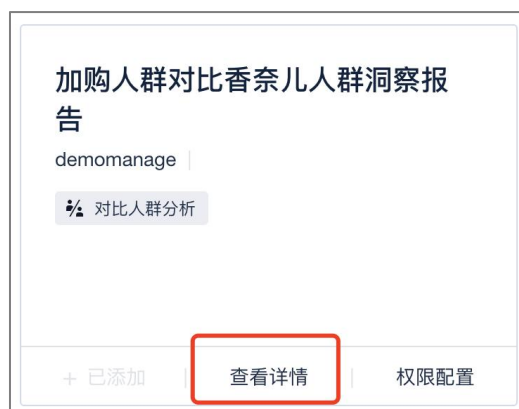 加购人群对比香奈儿人群洞察报
告
demomanage
对比人群分析
+ 已添加 查看详情 权限配置